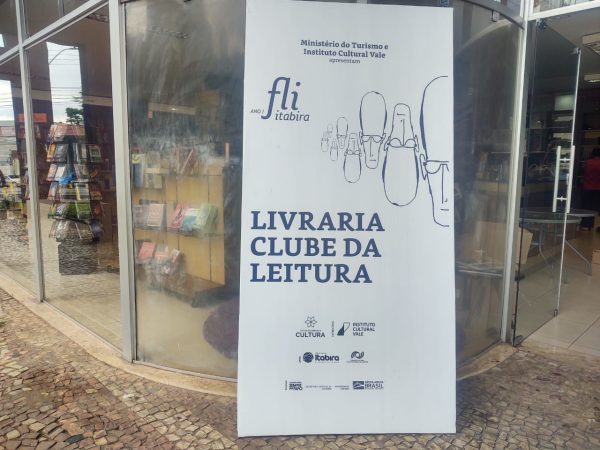 Ministério do Turismo e
Instituto Cultural Vale
apresentam
ANO I
fli
itabira
LIVRARIA
CLUBE DA
LEITURA
CULTURA
INSTITUTO
CULTURAL
VALE
Itabira
BRASIL